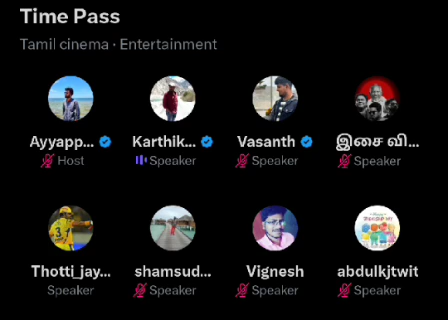 Time Pass
Tamil cinema · Entertainment
Ayyapp... Karthik... Vasanth இசை வி...
Host Speaker Speaker Speaker
Thotti_jay... shamsud... Vignesh abdulkjtwit
Speaker Speaker Speaker Speaker